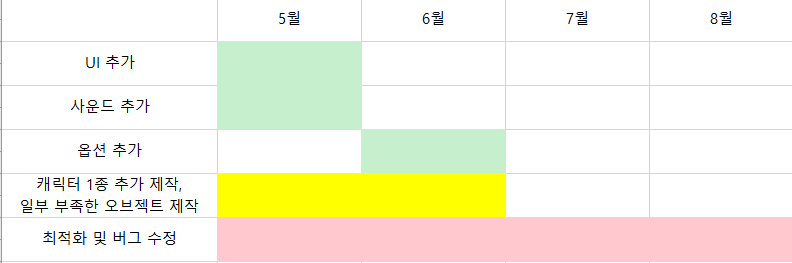 5월 6월 7월 8월
UI 추가
사운드 추가
옵션 추가
캐릭터 1종 추가 제작,
일부 부족한 오브젝트 제작
최적화 및 버그 수정